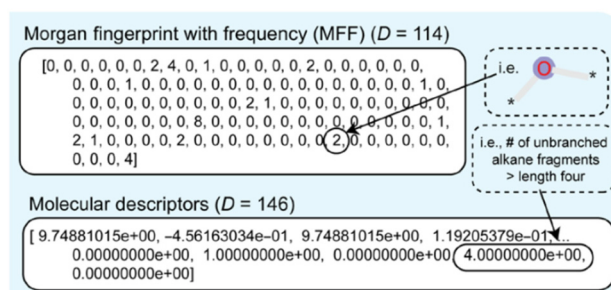 Morgan fingerprint with frequency (MFF) (D = 114)
[0, 0, 0, 0, 0, 0, 2, 4, 0, 1, 0, 0, 0, 0, 0, 0, 2, 0, 0, 0, 0, 0, 0,
0, 0, 0, 1, 0, 0, 0, 0, 0, 0, 0, 0, 0, 0, 0, 0, 0, 0, 0, 0, 1, 0,
0, 0, 0, 0, 0, 0, 0, 0, 0, 0, 0, 2, 1, 0, 0, 0, 0, 0, 0, 0, 0, 0, 0,
0, 0, 0, 0, 0, 0, 0, 8, 0, 0, 0, 0, 0, 0, 0, 0, 0, 0, 0, 0, 0, 0, 1,
2, 1, 0, 0, 0, 0, 2, 0, 0, 0, 0, 0, 0, 0, 0, 0, 2, 0, 0, 0, 0, 0, 0,
0, 0, 0, 4]
i.e.
O
*
*
i.e., # of unbranched
alkane fragments
> length four
Molecular descriptors (D = 146)
[ 9.74881015e+00, −4.56163034e−01, 9.74881015e+00, 1.19205379e−01, ...
0.00000000e+00, 1.00000000e+00, 0.00000000e+00, 4.00000000e+00,
0.00000000e+00]